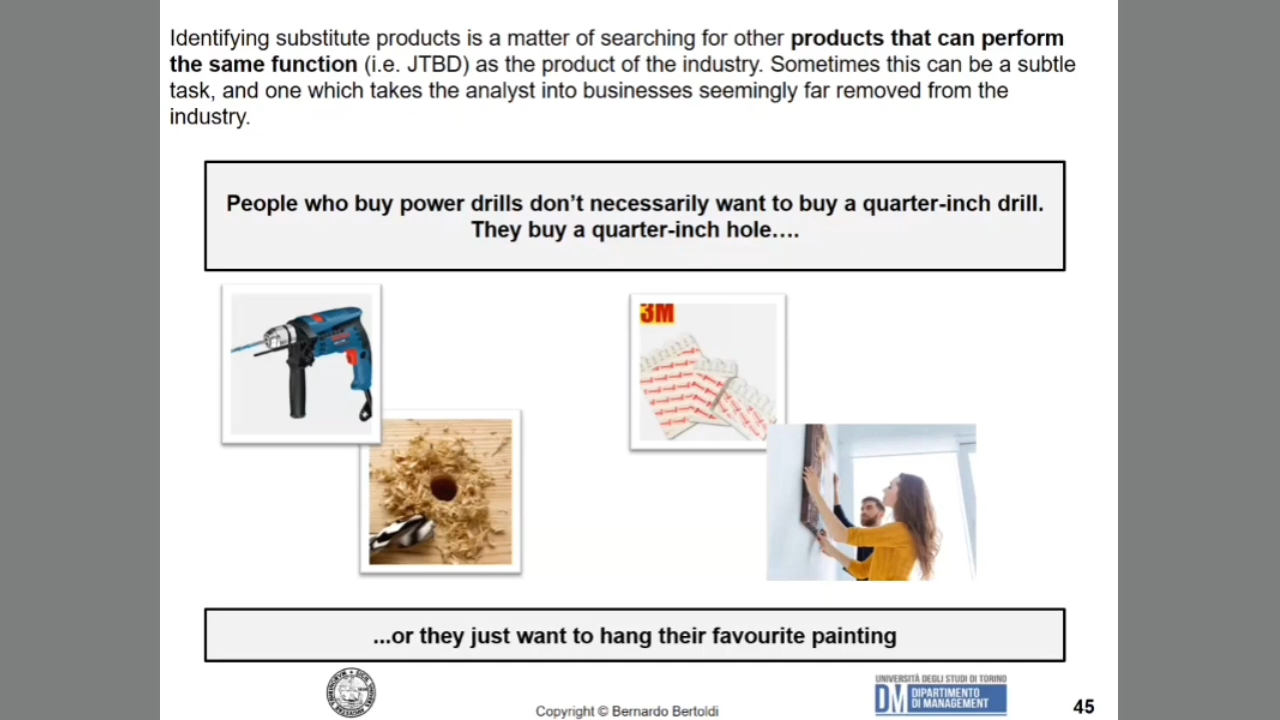 Identifying substitute products is a matter of searching for other products that can perform
the same function (i.e. JTBD) as the product of the industry. Sometimes this can be a subtle
task, and one which takes the analyst into businesses seemingly far removed from the
industry.
People who buy power drills don’t necessarily want to buy a quarter-inch drill.
They buy a quarter-inch hole….
3M
...or they just want to hang their favourite painting
UNIVERSITÀ DEGLI STUDI DI TORINO
DM DIPARTIMENTO
DI MANAGEMENT
Copyright © Bernardo Bertoldi
45